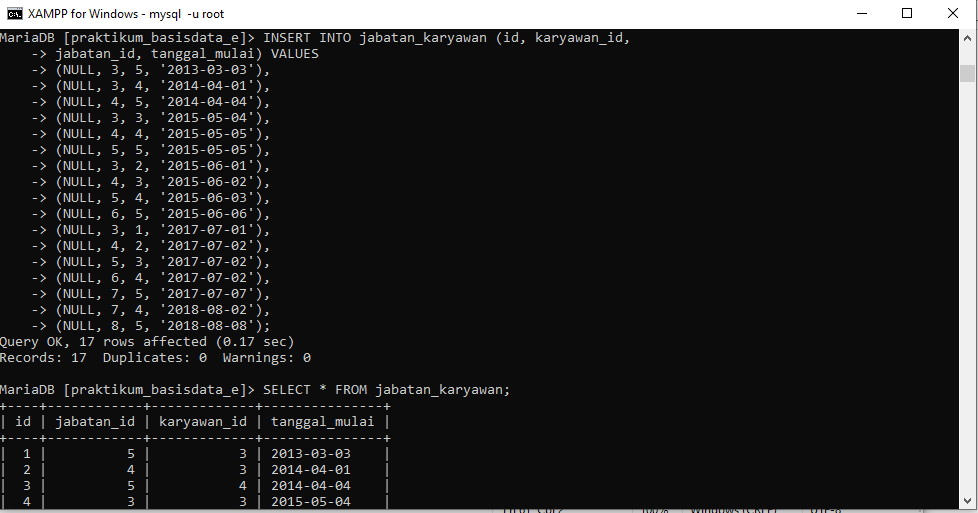 XAMPP for Windows - mysql  -u root
MariaDB [praktikum_basisdata_e]> INSERT INTO jabatan_karyawan (id, karyawan_id,
    -> jabatan_id, tanggal_mulai) VALUES
    -> (NULL, 3, 5, '2013-03-03'),
    -> (NULL, 3, 4, '2014-04-01'),
    -> (NULL, 4, 5, '2014-04-04'),
    -> (NULL, 3, 3, '2015-05-04'),
    -> (NULL, 4, 4, '2015-05-05'),
    -> (NULL, 5, 5, '2015-05-05'),
    -> (NULL, 3, 2, '2015-06-01'),
    -> (NULL, 4, 3, '2015-06-02'),
    -> (NULL, 5, 4, '2015-06-03'),
    -> (NULL, 6, 5, '2015-06-06'),
    -> (NULL, 3, 1, '2017-07-01'),
    -> (NULL, 4, 2, '2017-07-02'),
    -> (NULL, 5, 3, '2017-07-02'),
    -> (NULL, 6, 4, '2017-07-02'),
    -> (NULL, 7, 5, '2017-07-07'),
    -> (NULL, 7, 4, '2018-08-02'),
    -> (NULL, 8, 5, '2018-08-08');
Query OK, 17 rows affected (0.17 sec)
Records: 17  Duplicates: 0  Warnings: 0
MariaDB [praktikum_basisdata_e]> SELECT * FROM jabatan_karyawan;
+----+------------+-------------+---------------+
| id | jabatan_id | karyawan_id | tanggal_mulai |
+----+------------+-------------+---------------+
|  1 |          5 |           3 | 2013-03-03    |
|  2 |          4 |           3 | 2014-04-01    |
|  3 |          5 |           4 | 2014-04-04    |
|  4 |          3 |           3 | 2015-05-04    |